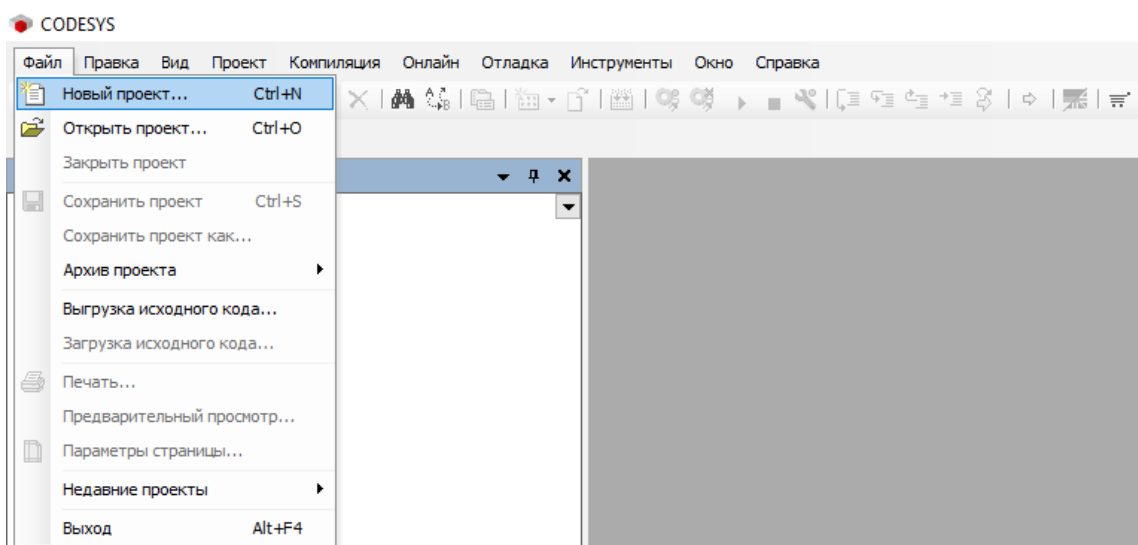 CODESYS
Файл Правка Вид Проект Компиляция Онлайн Отладка Инструменты Окно Справка
Новый проект... Ctrl+N
Открыть проект... Ctrl+O
Закрыть проект
Сохранить проект Ctrl+S
Сохранить проект как...
Архив проекта
Выгрузка исходного кода...
Загрузка исходного кода...
Печать...
Предварительный просмотр...
Параметры страницы...
Недавние проекты
Выход Alt+F4